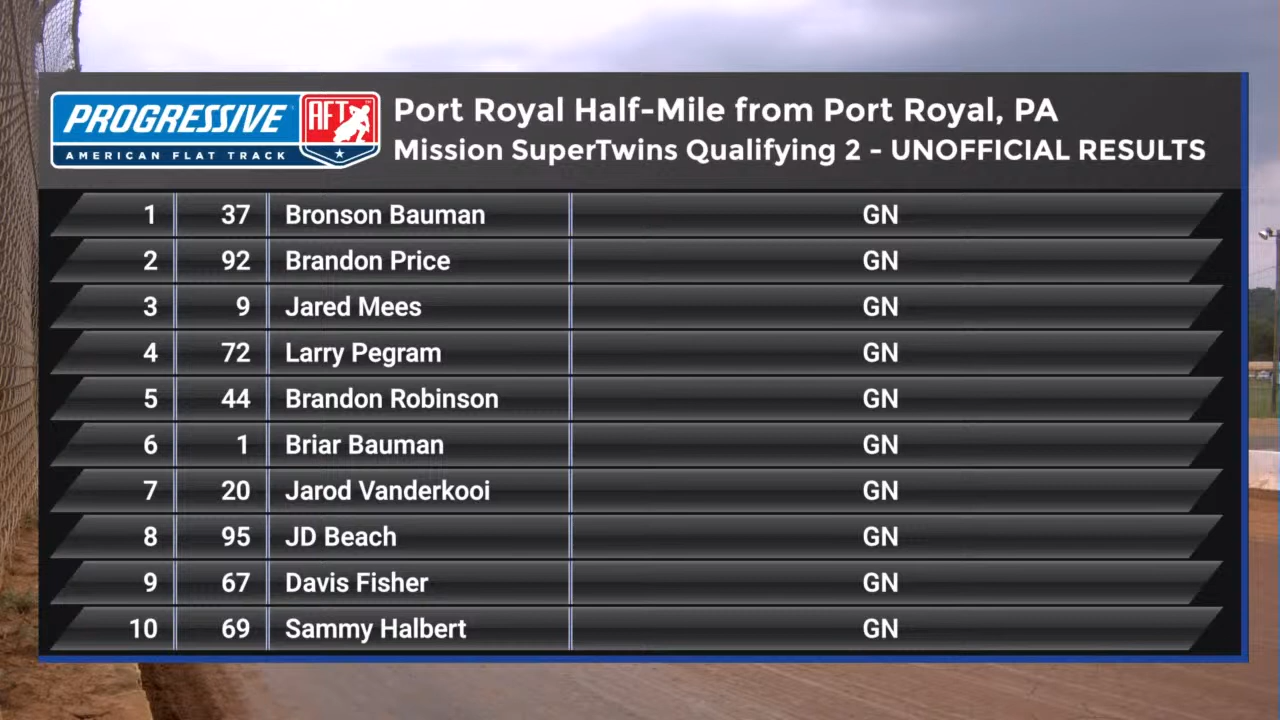 PROGRESSIVE
AFT
AMERICAN FLAT TRACK
Port Royal Half-Mile from Port Royal, PA
Mission SuperTwins Qualifying 2 - UNOFFICIAL RESULTS
1 37 Bronson Bauman GN
2 92 Brandon Price GN
3 9 Jared Mees GN
4 72 Larry Pegram GN
5 44 Brandon Robinson GN
6 1 Briar Bauman GN
7 20 Jarod Vanderkooi GN
8 95 JD Beach GN
9 67 Davis Fisher GN
10 69 Sammy Halbert GN